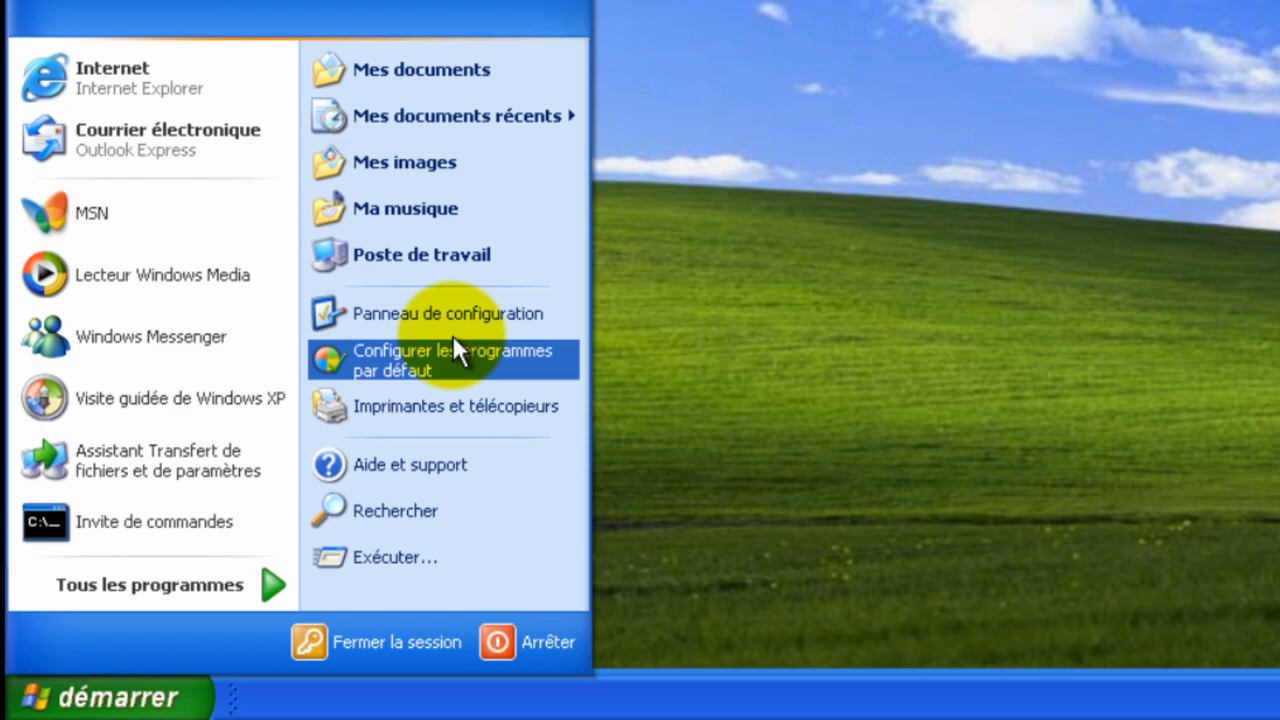 Internet
Internet Explorer
Courrier électronique
Outlook Express
MSN
Lecteur Windows Media
Windows Messenger
Visite guidée de Windows XP
Assistant Transfert de
fichiers et de paramètres
C:\_
Invite de commandes
Tous les programmes
Mes documents
Mes documents récents
Mes images
Ma musique
Poste de travail
Panneau de configuration
Configurer les programmes
par défaut
Imprimantes et télécopieurs
Aide et support
Rechercher
Exécuter...
Fermer la session
Arrêter
démarrer